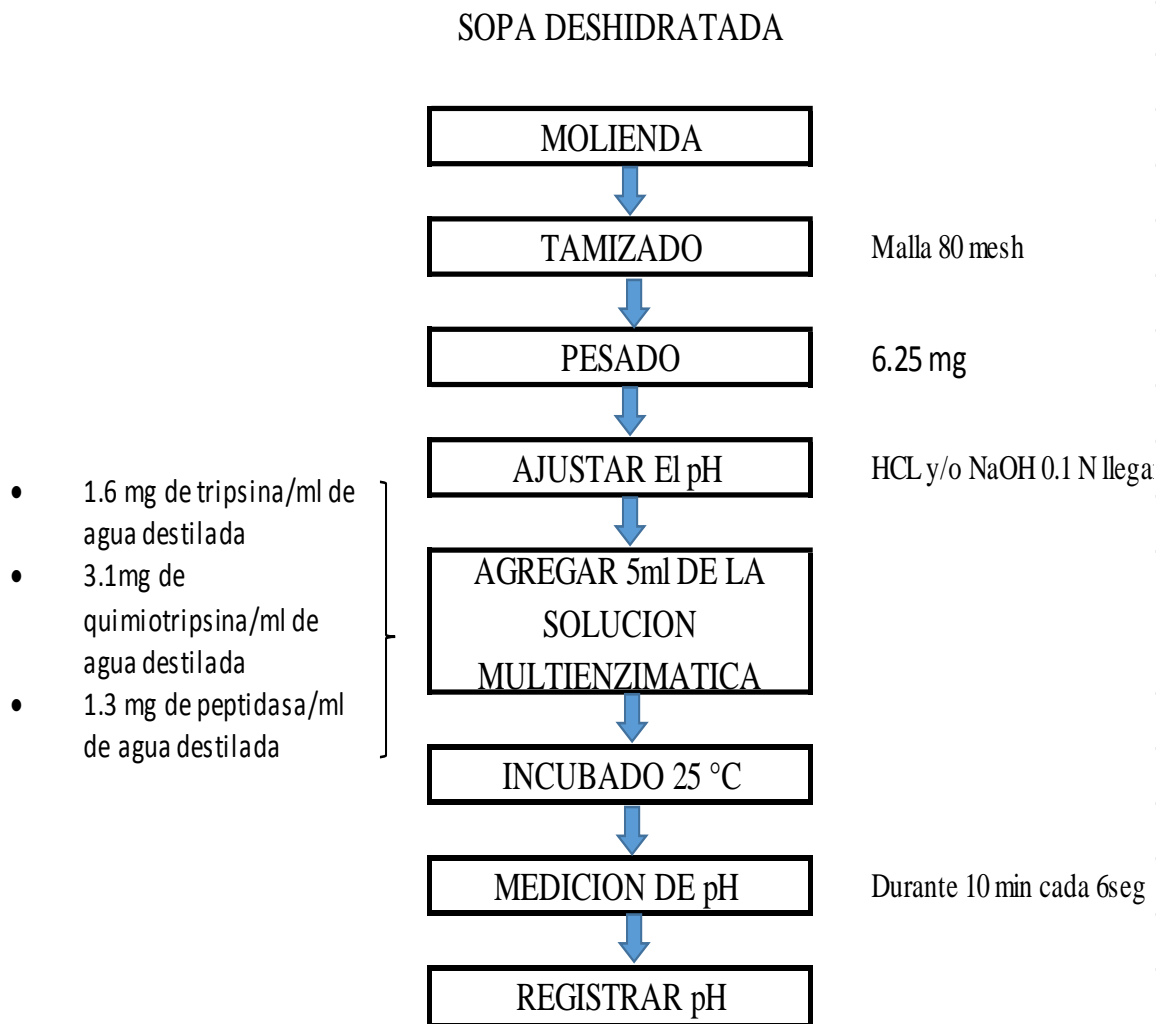 SOPA DESHIDRATADA
MOLIENDA
TAMIZADO
Malla 80 mesh
PESADO
6.25 mg
AJUSTAR El pH
HCL y/o NaOH 0.1 N llega
• 1.6 mg de tripsina/ml de
agua destilada
• 3.1mg de
quimiotripsina/ml de
agua destilada
• 1.3 mg de peptidasa/ml
de agua destilada
AGREGAR 5ml DE LA
SOLUCION
MULTIENZIMATICA
INCUBADO 25 °C
MEDICION DE pH
Durante 10 min cada 6seg
REGISTRAR pH